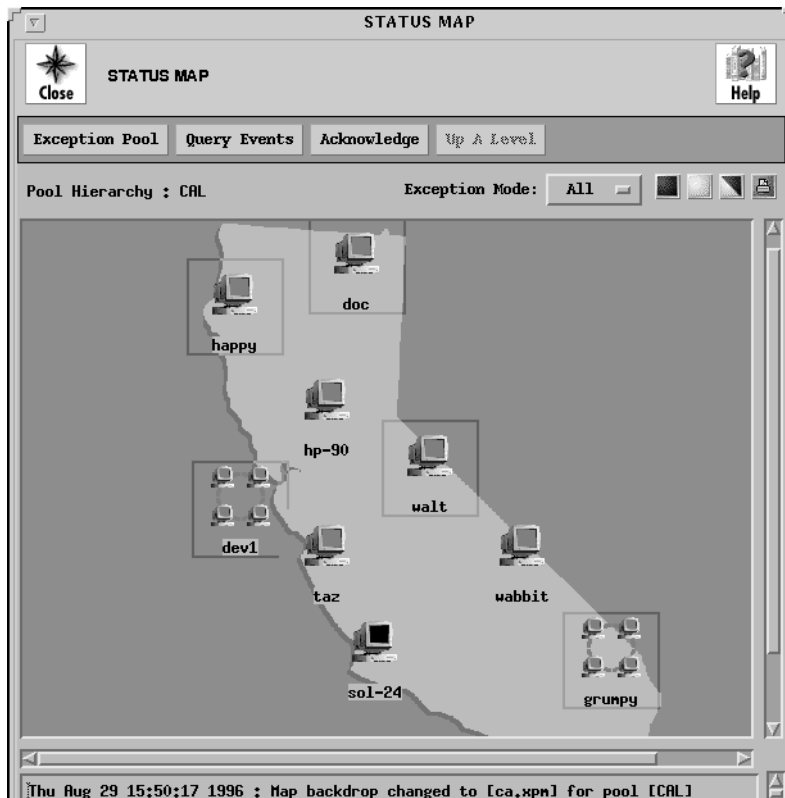 STATUS MAP
Close
STATUS MAP
Help
Exception Pool Query Events Acknowledge Up A Level
Pool Hierarchy : CAL Exception Mode: All
doc
happy
hp-90
walt
dev1
taz
wabbit
sol-24
grumpy
Thu Aug 29 15:50:17 1996 : Map backdrop changed to [ca.xpm] for pool [CAL]